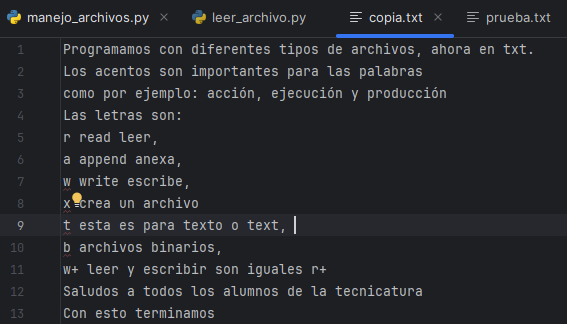 manejo_archivos.py leer_archivo.py copia.txt prueba.txt
1 Programamos con diferentes tipos de archivos, ahora en txt.
2 Los acentos son importantes para las palabras
3 como por ejemplo: acción, ejecución y producción
4 Las letras son:
5 r read leer,
6 a append anexa,
7 w write escribe,
8 x crea un archivo
9 t esta es para texto o text,
10 b archivos binarios,
11 w+ leer y escribir son iguales r+
12 Saludos a todos los alumnos de la tecnicatura
13 Con esto terminamos